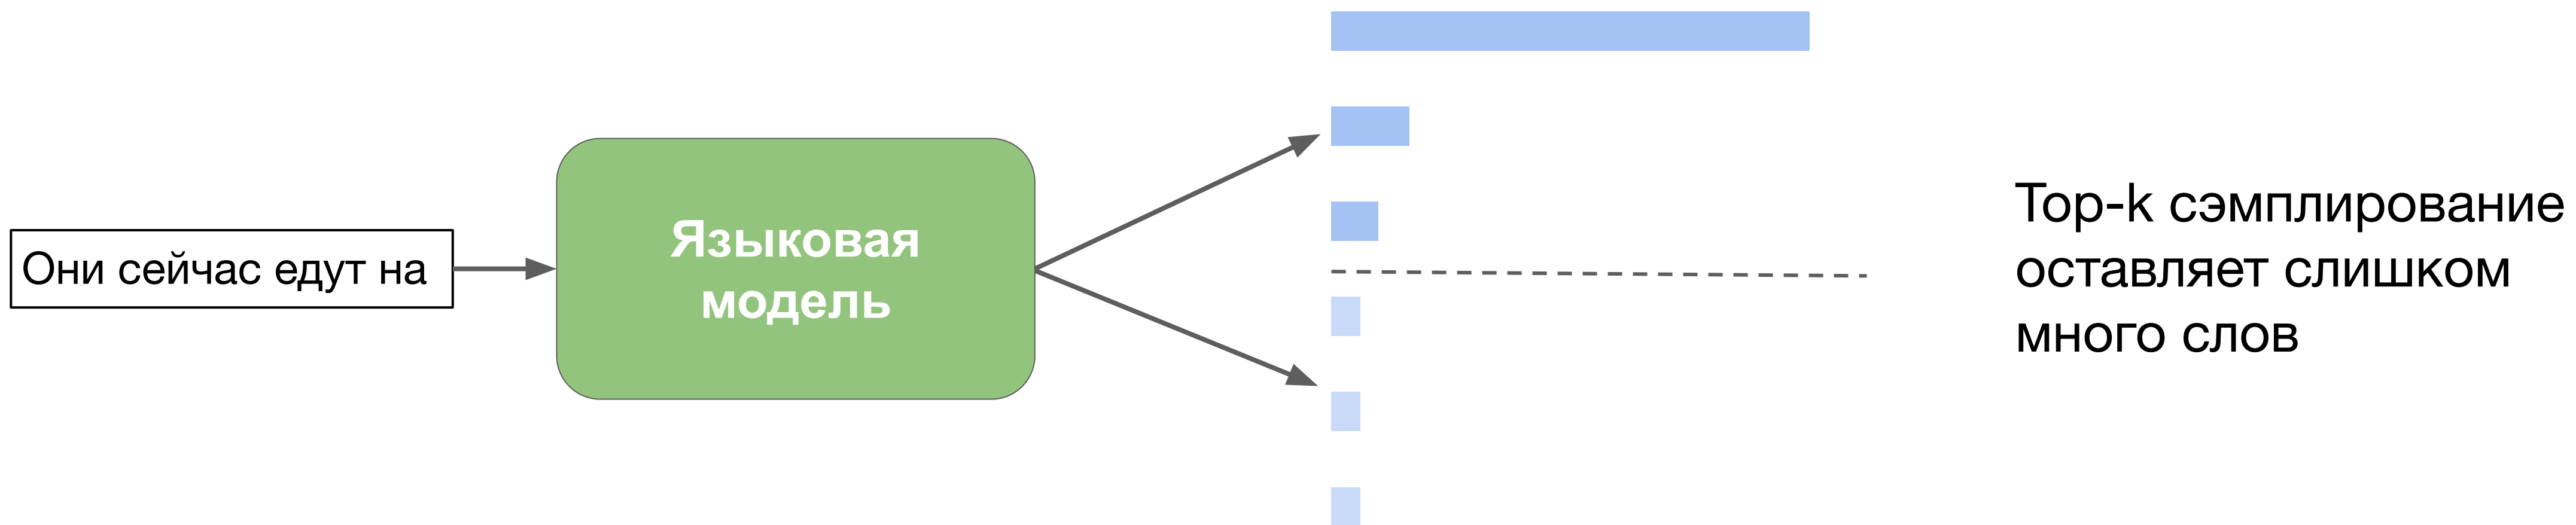 Они сейчас едут на
Языковая
модель
Top-k сэмплирование
оставляет слишком
много слов